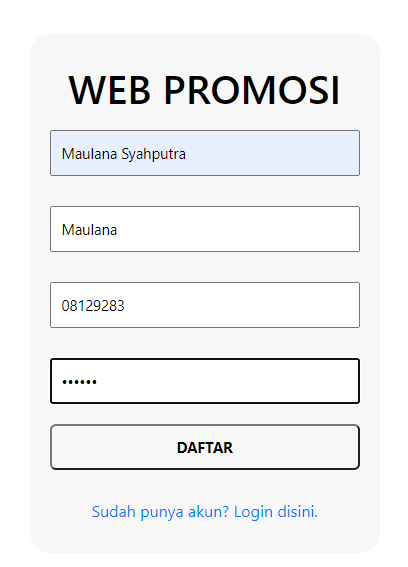 WEB PROMOSI
Maulana Syahputra
Maulana
08129283
••••••
DAFTAR
Sudah punya akun? Login disini.